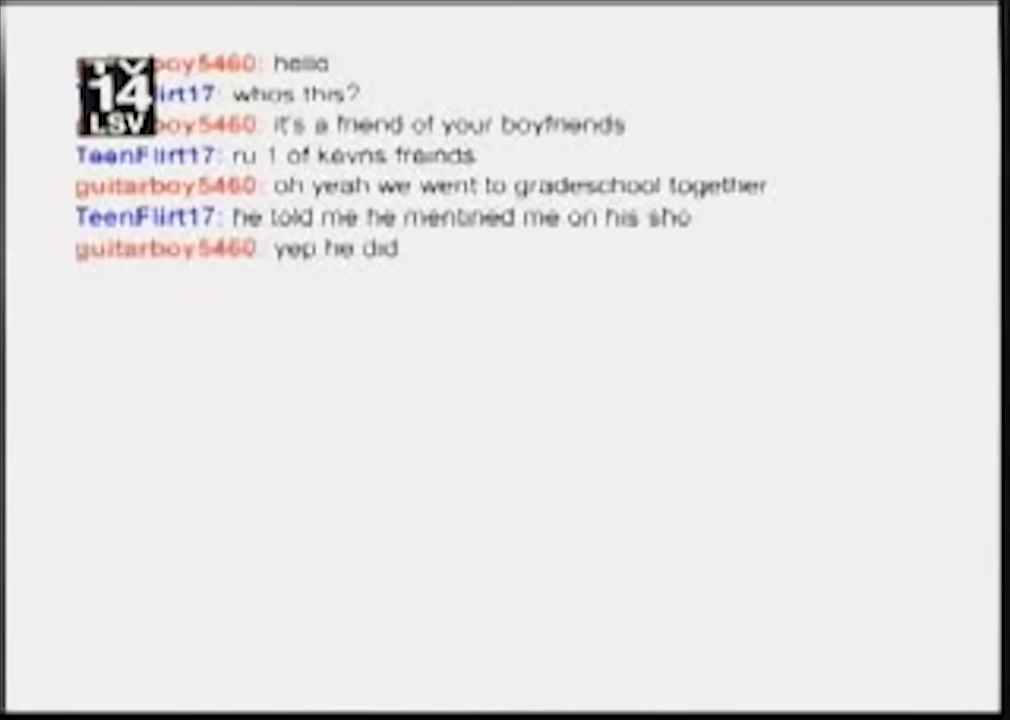 boy5460: hello
irt17: whos this?
boy5460: it's a friend of your boyfriends
TeenFlirt17: ru 1 of kevns freinds
guitarboy5460: oh yeah we went to gradeschool together
TeenFlirt17: he told me he mentined me on his sho
guitarboy5460: yep he did
TV
14
LSV